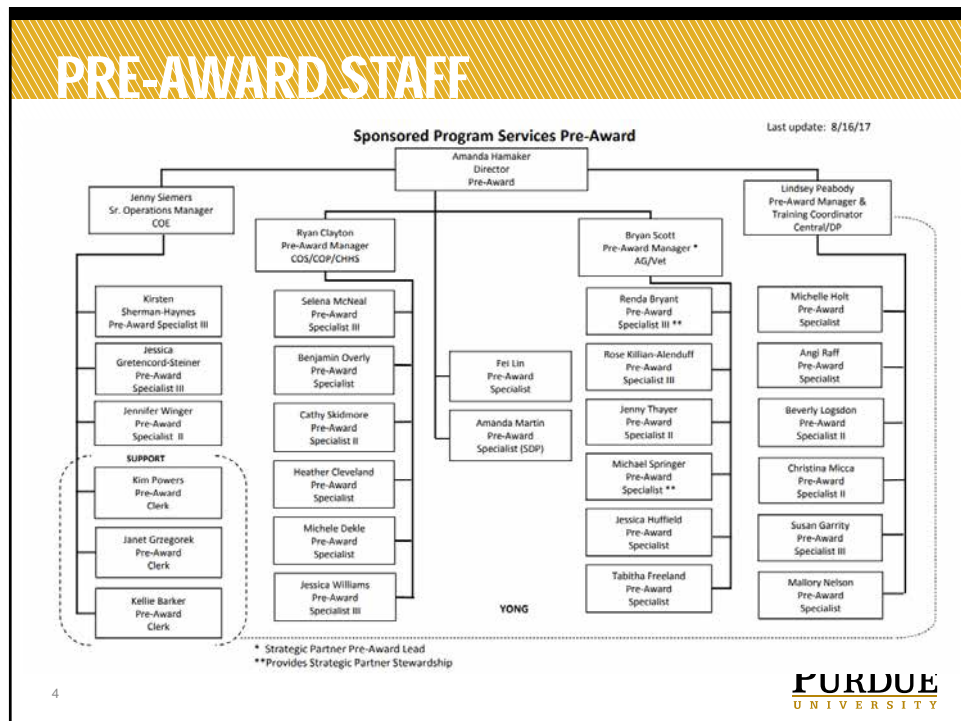 PRE-AWARD STAFF
Sponsored Program Services Pre-Award
Last update: 8/16/17
Amanda Hamaker
Director
Pre-Award
Jenny Siemers
Sr. Operations Manager
COE
Kirsten
Sherman-Haynes
Pre-Award Specialist III
Jessica
Gretencord-Steiner
Pre-Award
Specialist III
Jennifer Winger
Pre-Award
Specialist II
SUPPORT
Kim Powers
Pre-Award
Clerk
Janet Grzegorek
Pre-Award
Clerk
Kellie Barker
Pre-Award
Clerk
Ryan Clayton
Pre-Award Manager
COS/COP/CHHS
Selena McNeal
Pre-Award
Specialist III
Benjamin Overly
Pre-Award
Specialist
Cathy Skidmore
Pre-Award
Specialist II
Heather Cleveland
Pre-Award
Specialist
Michele Dekle
Pre-Award
Specialist
Jessica Williams
Pre-Award
Specialist III
Fei Lin
Pre-Award
Specialist
Amanda Martin
Pre-Award
Specialist (SDP)
Bryan Scott
Pre-Award Manager *
AG/Vet
Renda Bryant
Pre-Award
Specialist III **
Rose Killian-Alenduff
Pre-Award
Specialist III
Jenny Thayer
Pre-Award
Specialist II
Michael Springer
Pre-Award
Specialist **
Jessica Huffield
Pre-Award
Specialist
Tabitha Freeland
Pre-Award
Specialist
Lindsey Peabody
Pre-Award Manager &
Training Coordinator
Central/DP
Michelle Holt
Pre-Award
Specialist
Angi Raff
Pre-Award
Specialist
Beverly Logsdon
Pre-Award
Specialist II
Christina Micca
Pre-Award
Specialist II
Susan Garrity
Pre-Award
Specialist III
Mallory Nelson
Pre-Award
Specialist
YONG
* Strategic Partner Pre-Award Lead
**Provides Strategic Partner Stewardship
4
PURDUE
UNIVERSITY